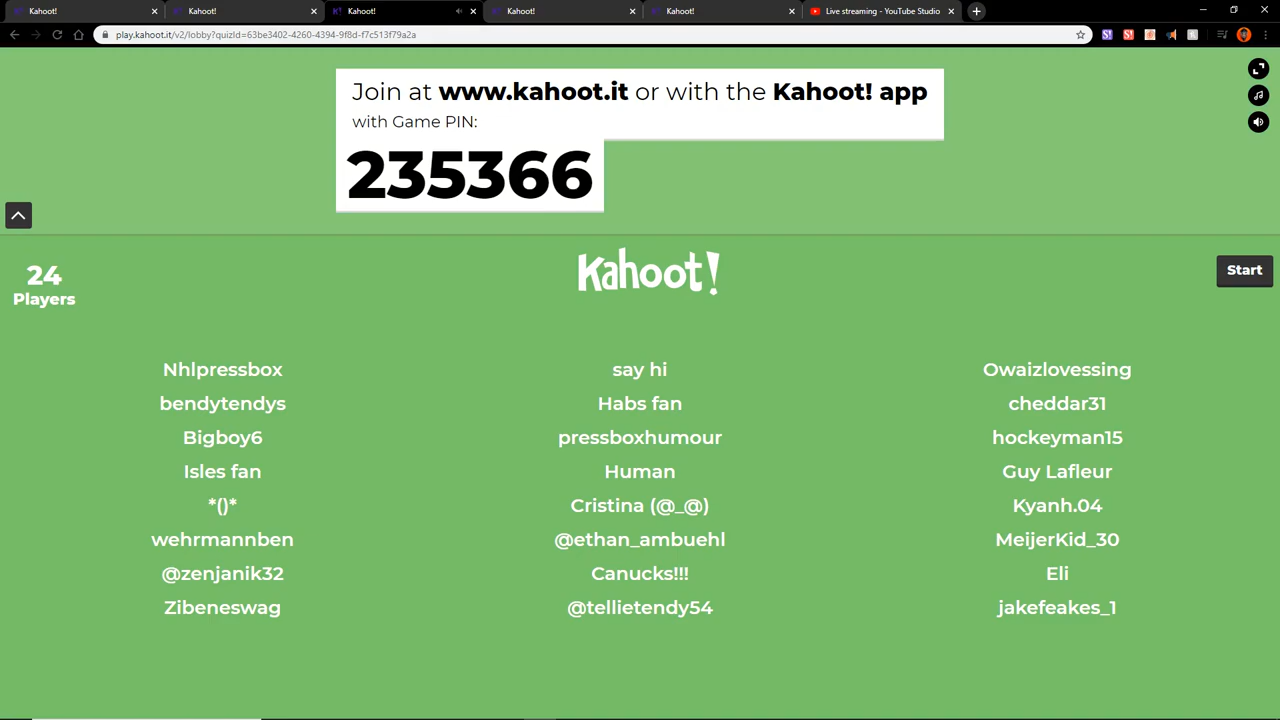 Kahoot!
Kahoot!
Kahoot!
Kahoot!
Kahoot!
Live streaming - YouTube Studio
play.kahoot.it/v2/lobby?quizId=63be3402-4260-4394-9f8d-f7c513f79a2a
Join at www.kahoot.it or with the Kahoot! app
with Game PIN:
235366
24
Players
Kahoot!
Start
Nhlpressbox say hi Owaizlovessing
bendytendys Habs fan cheddar31
Bigboy6 pressboxhumour hockeyman15
Isles fan Human Guy Lafleur
*()* Cristina (@_@) Kyanh.04
wehrmannben @ethan_ambuehl MeijerKid_30
@zenjanik32 Canucks!!! Eli
Zibeneswag @tellietendy54 jakefeakes_1